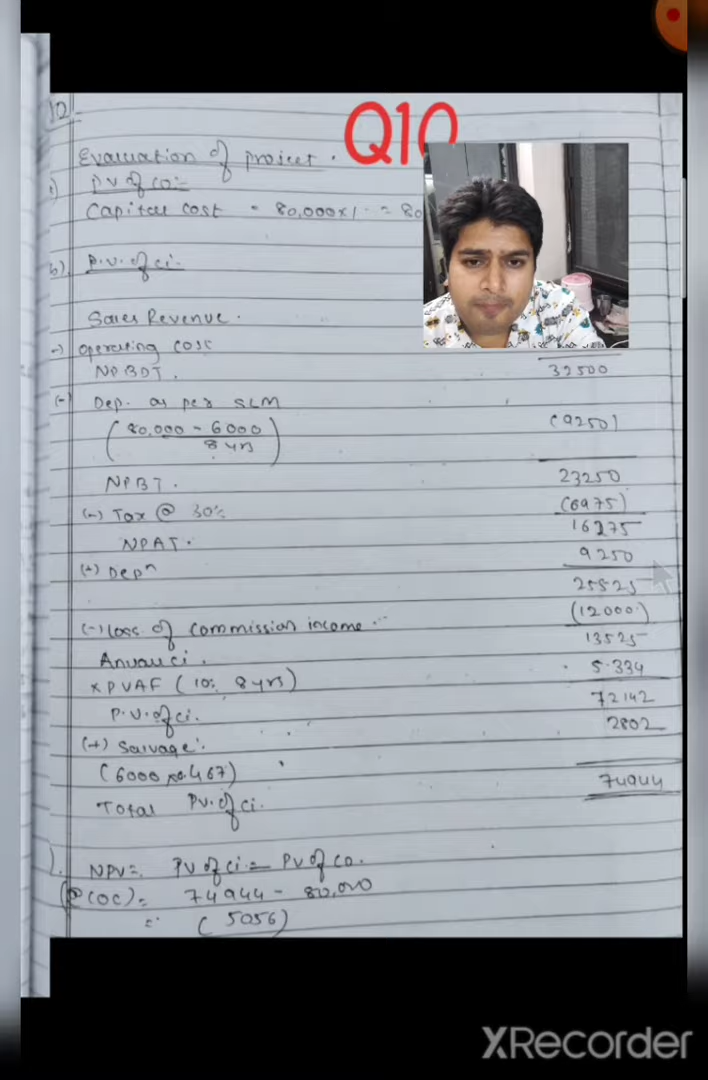 10.
Q10
Evaluation of project.
a) PV of CO:-
Capital cost = 80,000 x 1 = 80
b). P.V. of ci:-
Sales Revenue.
(-) Operating cost
NPBDT. 32500
(-) Dep. as per SLM (9250)
(80,000 - 6000
8 yrs)
NPBT. 23250
(-) Tax @ 30% (6975)
NPAT. 16275
(+) Depn 9250
25525
(-) Loss of commission income. (12000)
Annual ci. 13525
x PVAF (10% 8 yrs) 5.334
P.V. of ci. 72142
(+) Salvage: 2802
(6000 x 0.467)
Total PV. of ci. 74944
). NPV = PV of ci - PV of co.
(@ COC) = 74944 - 80,000
= (5056)
XRecorder